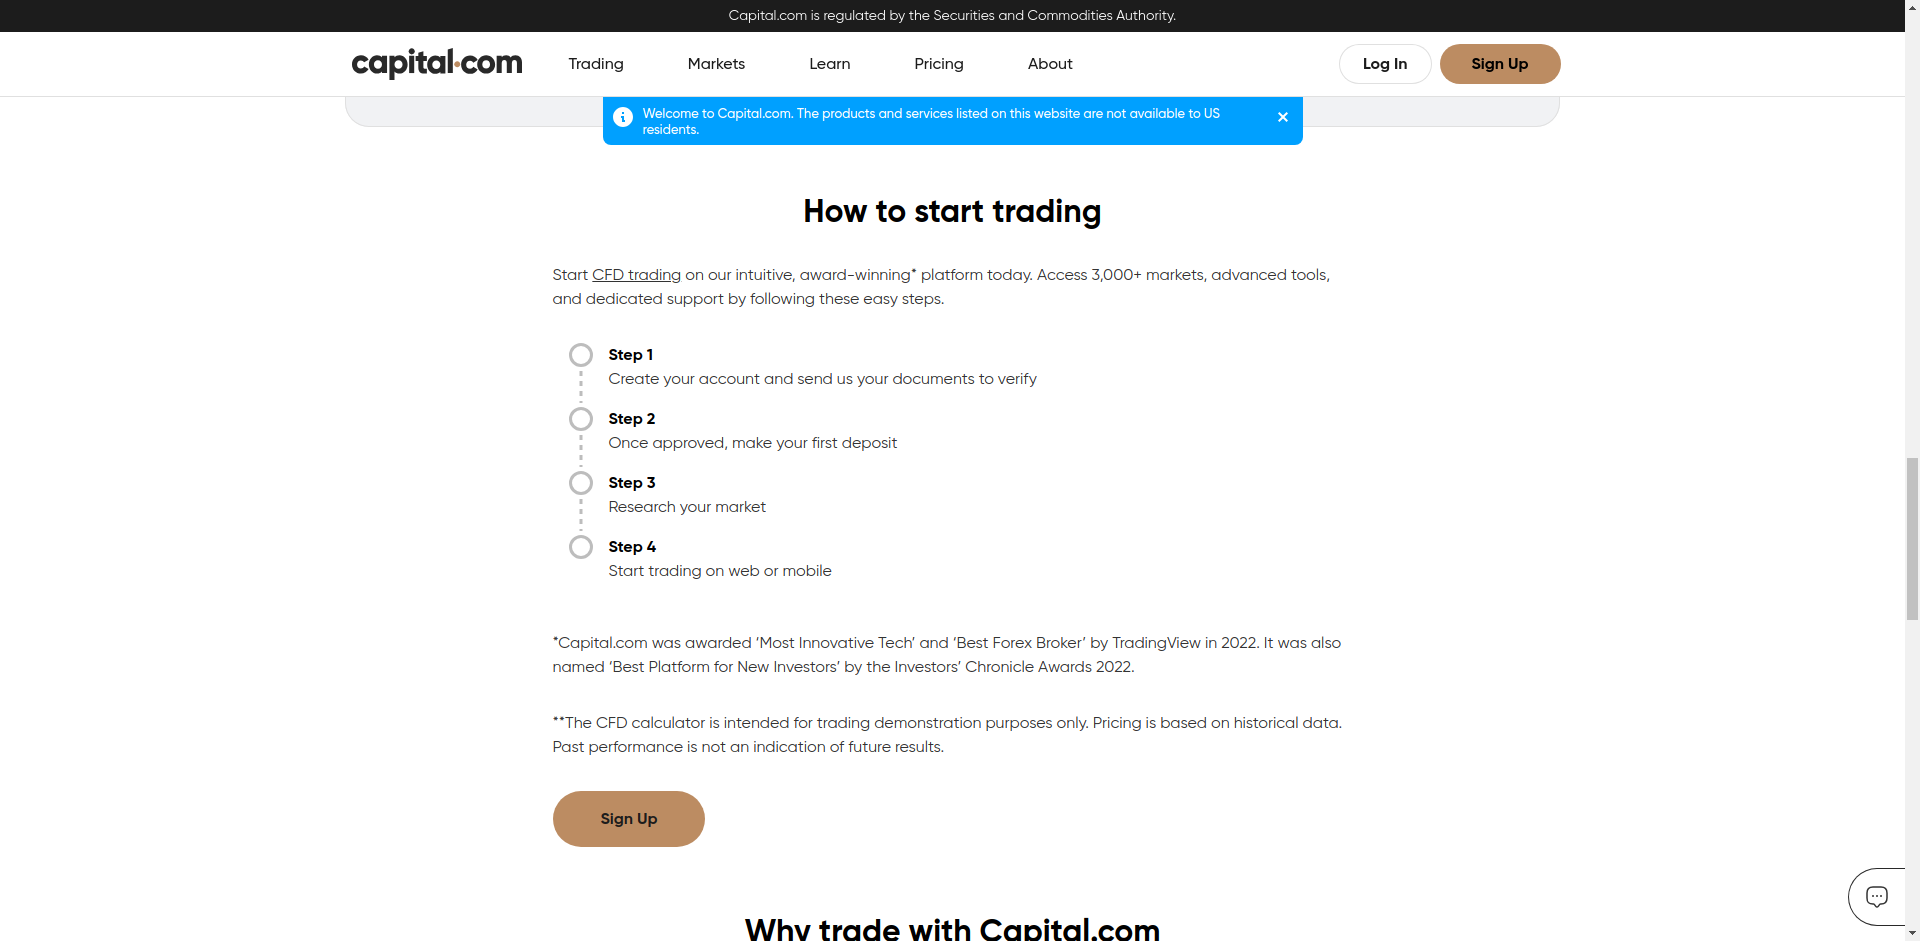 Capital.com is regulated by the Securities and Commodities Authority.
capital.com
Trading
Markets
Learn
Pricing
About
Log In
Sign Up
Welcome to Capital.com. The products and services listed on this website are not available to US
residents.
How to start trading
Start CFD trading on our intuitive, award-winning* platform today. Access 3,000+ markets, advanced tools,
and dedicated support by following these easy steps.
Step 1
Create your account and send us your documents to verify
Step 2
Once approved, make your first deposit
Step 3
Research your market
Step 4
Start trading on web or mobile
*Capital.com was awarded ‘Most Innovative Tech’ and ‘Best Forex Broker’ by TradingView in 2022. It was also
named ‘Best Platform for New Investors’ by the Investors’ Chronicle Awards 2022.
**The CFD calculator is intended for trading demonstration purposes only. Pricing is based on historical data.
Past performance is not an indication of future results.
Sign Up
Why trade with Capital.com